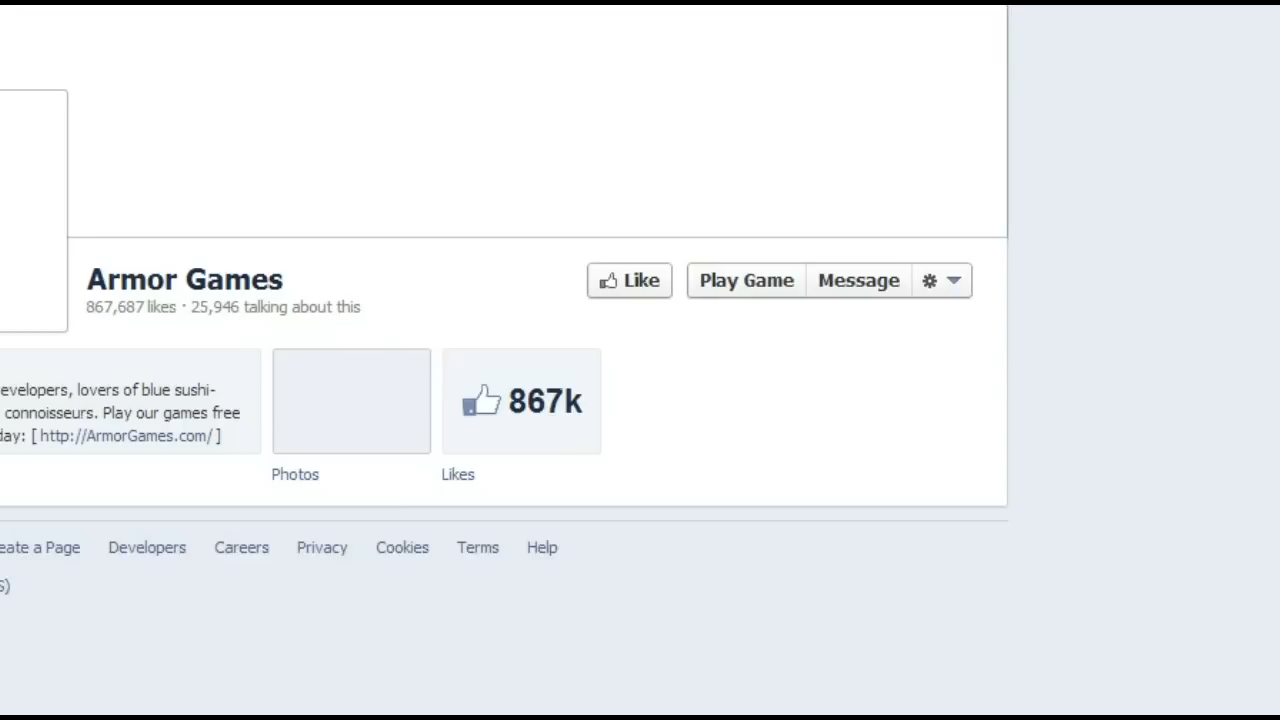 Armor Games
867,687 likes · 25,946 talking about this
Like
Play Game
Message
evelopers, lovers of blue sushi-
connoisseurs. Play our games free
day: [ http://ArmorGames.com/ ]
867k
Photos
Likes
eate a Page Developers Careers Privacy Cookies Terms Help
S)